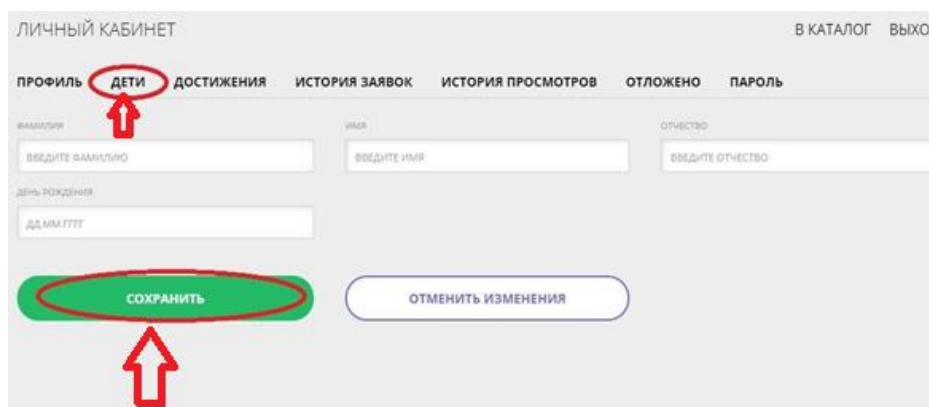 ЛИЧНЫЙ КАБИНЕТ В КАТАЛОГ ВЫХО
ПРОФИЛЬ ДЕТИ ДОСТИЖЕНИЯ ИСТОРИЯ ЗАЯВОК ИСТОРИЯ ПРОСМОТРОВ ОТЛОЖЕНО ПАРОЛЬ
ФАМИЛИЯ ИМЯ ОТЧЕСТВО
ВВЕДИТЕ ФАМИЛИЮ ВВЕДИТЕ ИМЯ ВВЕДИТЕ ОТЧЕСТВО
ДЕНЬ РОЖДЕНИЯ
ДД.ММ.ГГГГ
СОХРАНИТЬ ОТМЕНИТЬ ИЗМЕНЕНИЯ